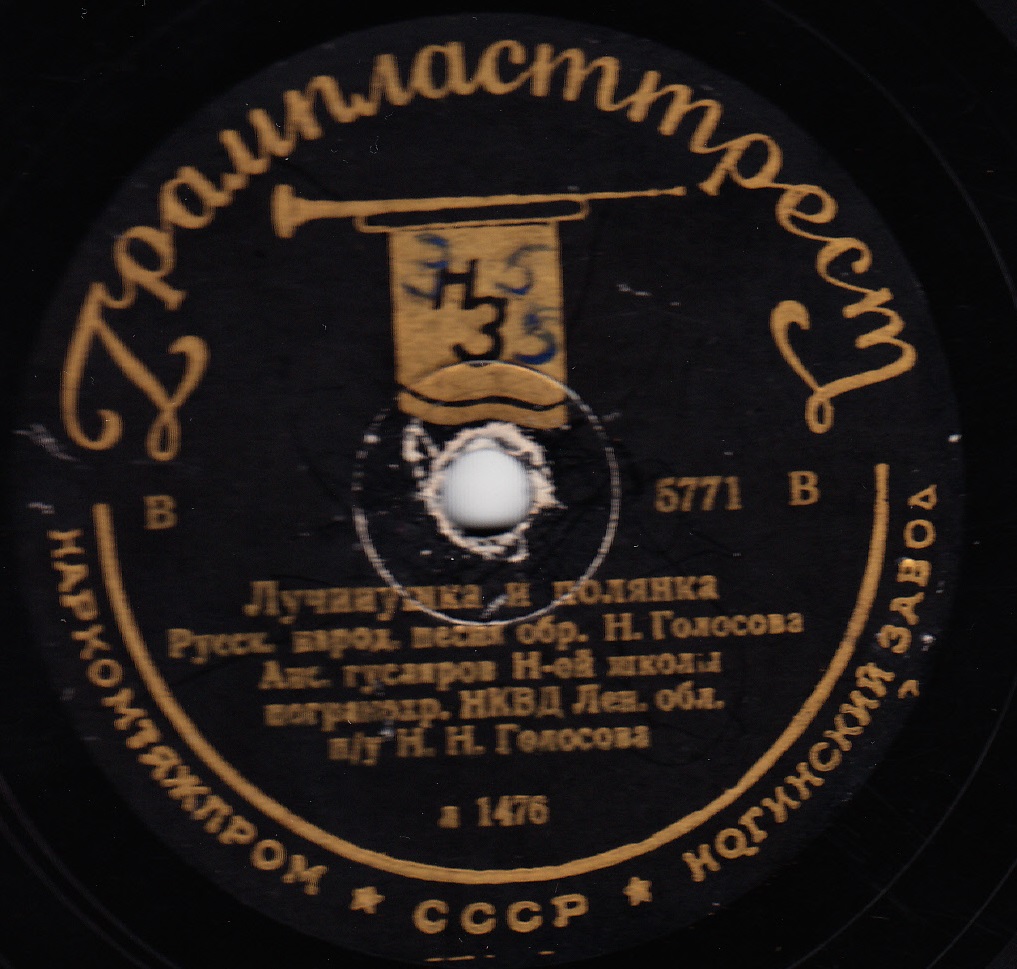 Грампласттрест
НЗ
В 5771 В
Лучинушка и полянка
Русск. народ. песня обр. Н. Голосова
Анс. гусляров Н-ой школы
погранохр. НКВД Лен. обл.
п/у Н. Н. Голосова
л 1476
НАРКОМТЯЖПРОМ ★ СССР ★ НОГИНСКИЙ ЗАВОД